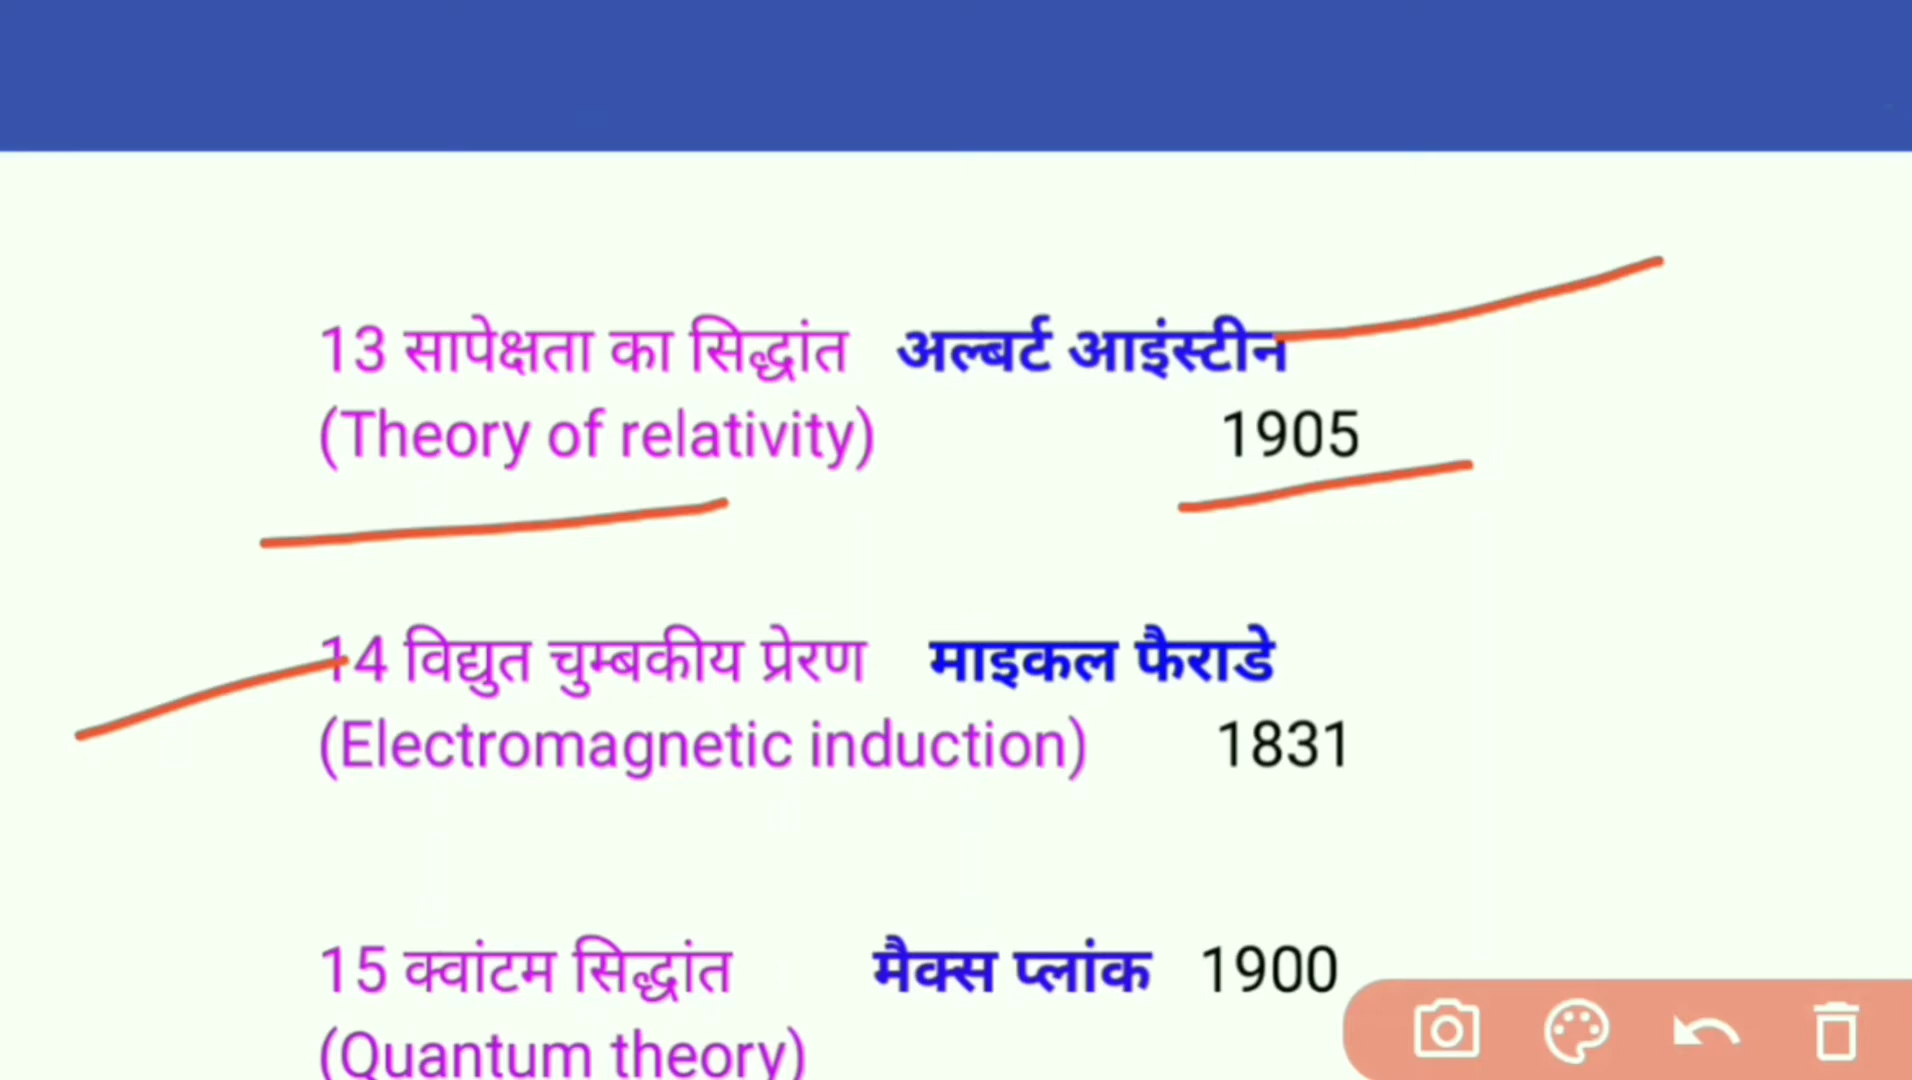 13 सापेक्षता का सिद्धांत अल्बर्ट आइंस्टीन
(Theory of relativity) 1905
14 विद्युत चुम्बकीय प्रेरण माइकल फैराडे
(Electromagnetic induction) 1831
15 क्वांटम सिद्धांत मैक्स प्लांक 1900
(Quantum theory)